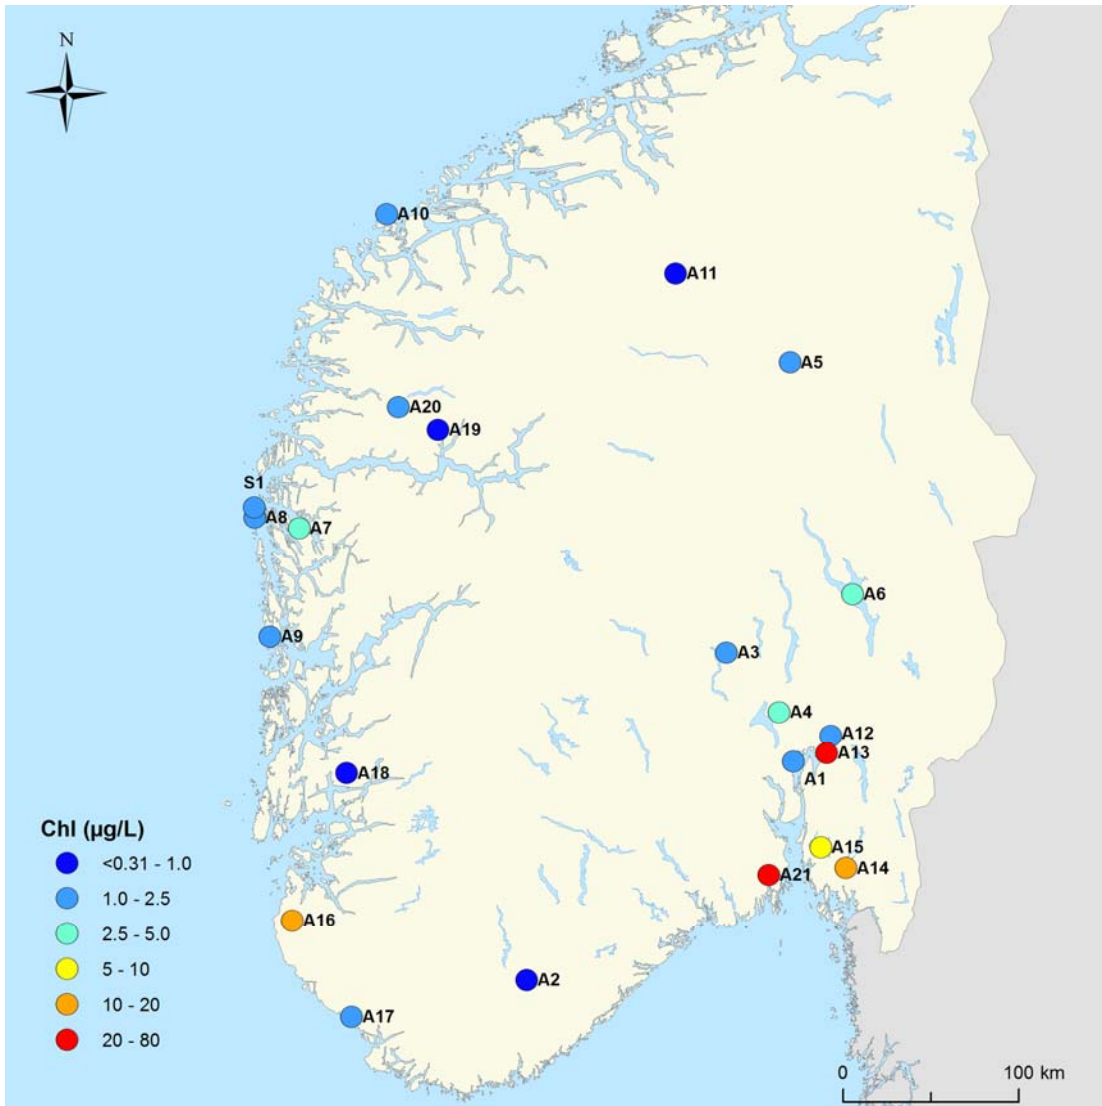 N
A10
A11
A5
A20
A19
S1
A8
A7
A6
A9
A3
A4
A12
A13
A1
A18
Chl (µg/L)
<0.31 - 1.0
1.0 - 2.5
2.5 - 5.0
5 - 10
10 - 20
20 - 80
A15
A14
A21
A16
A2
A17
0 100 km